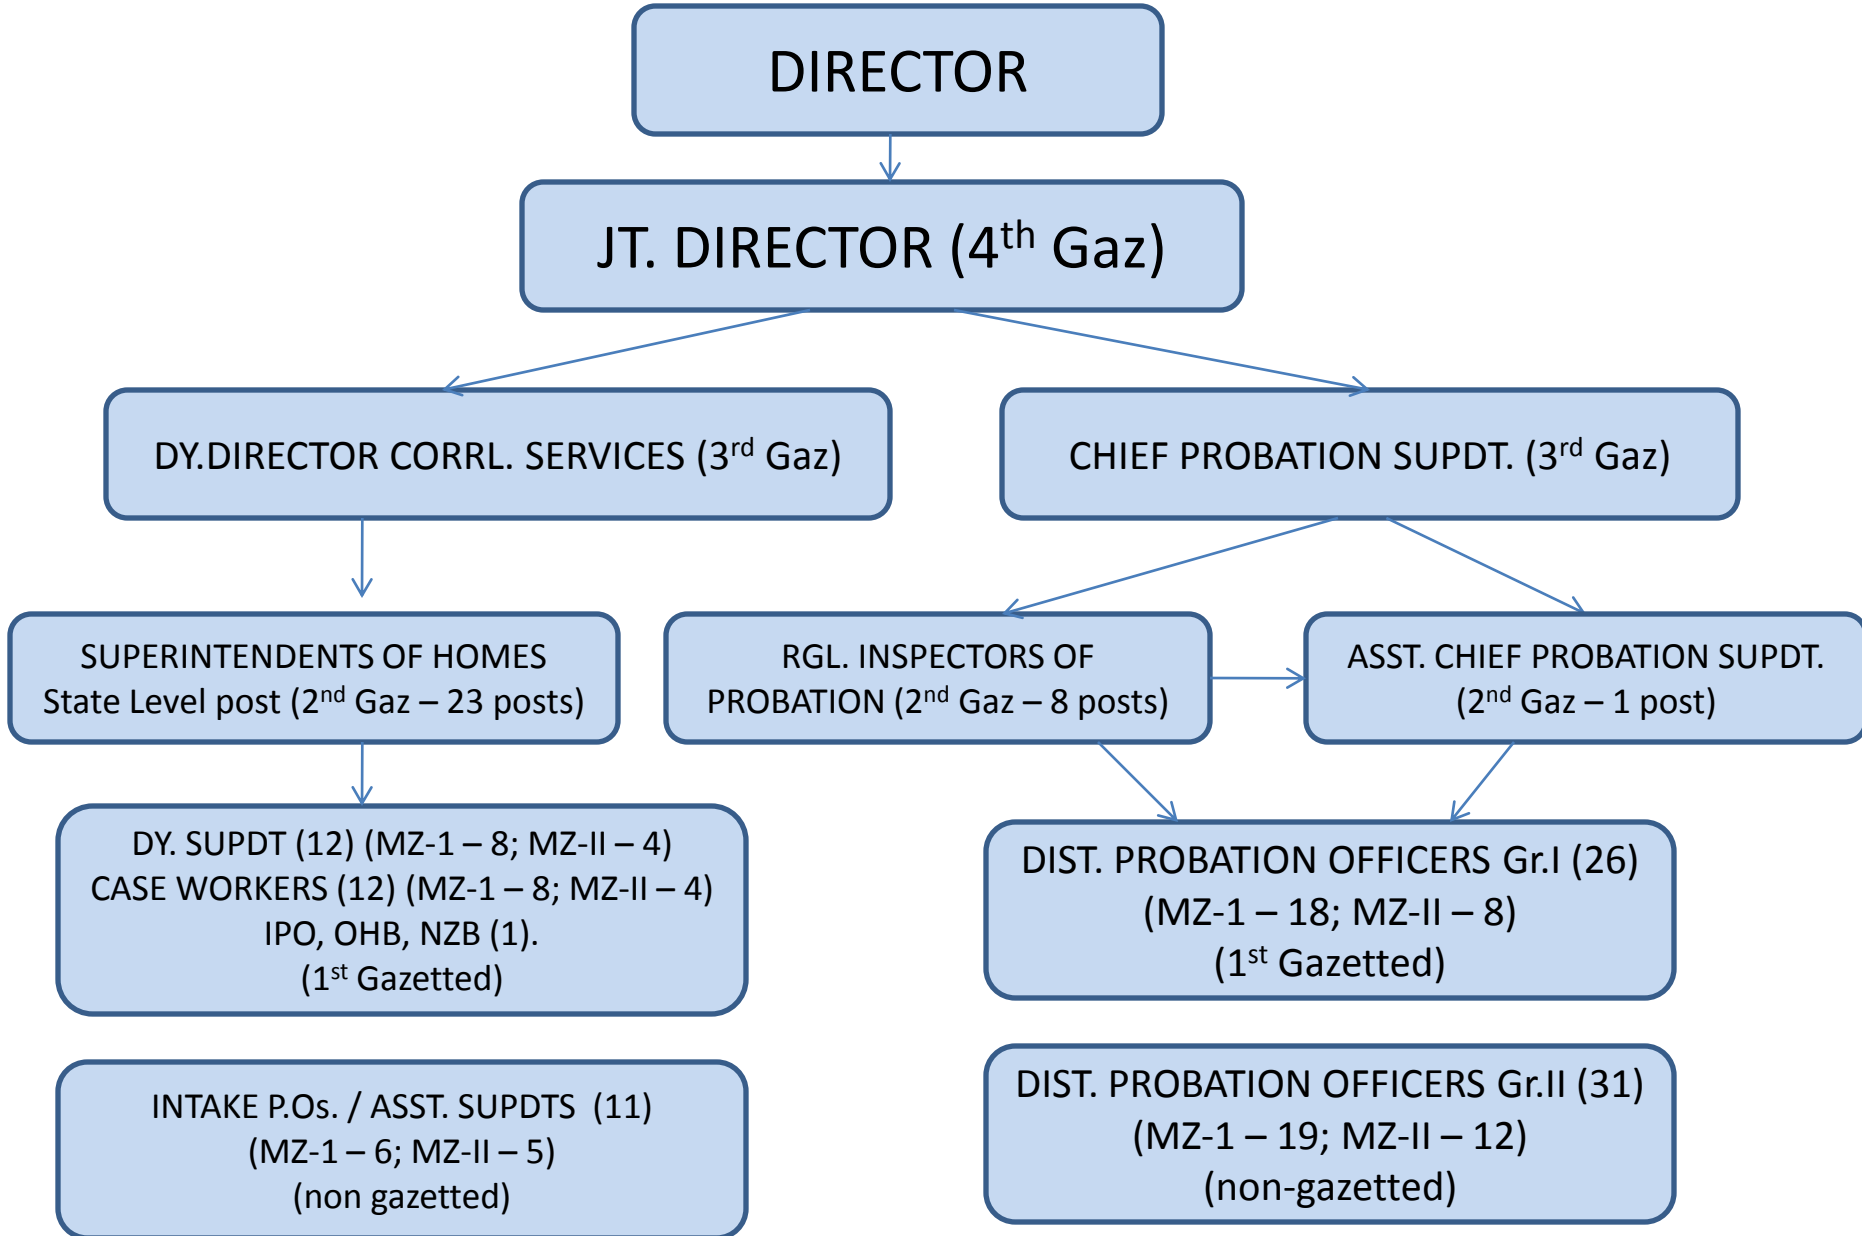 DIRECTOR
JT. DIRECTOR (4th Gaz)
DY.DIRECTOR CORRL. SERVICES (3rd Gaz)
CHIEF PROBATION SUPDT. (3rd Gaz)
SUPERINTENDENTS OF HOMES
State Level post (2nd Gaz – 23 posts)
RGL. INSPECTORS OF
PROBATION (2nd Gaz – 8 posts)
ASST. CHIEF PROBATION SUPDT.
(2nd Gaz – 1 post)
DY. SUPDT (12) (MZ-1 – 8; MZ-II – 4)
CASE WORKERS (12) (MZ-1 – 8; MZ-II – 4)
IPO, OHB, NZB (1).
(1st Gazetted)
DIST. PROBATION OFFICERS Gr.I (26)
(MZ-1 – 18; MZ-II – 8)
(1st Gazetted)
INTAKE P.Os. / ASST. SUPDTS (11)
(MZ-1 – 6; MZ-II – 5)
(non gazetted)
DIST. PROBATION OFFICERS Gr.II (31)
(MZ-1 – 19; MZ-II – 12)
(non-gazetted)